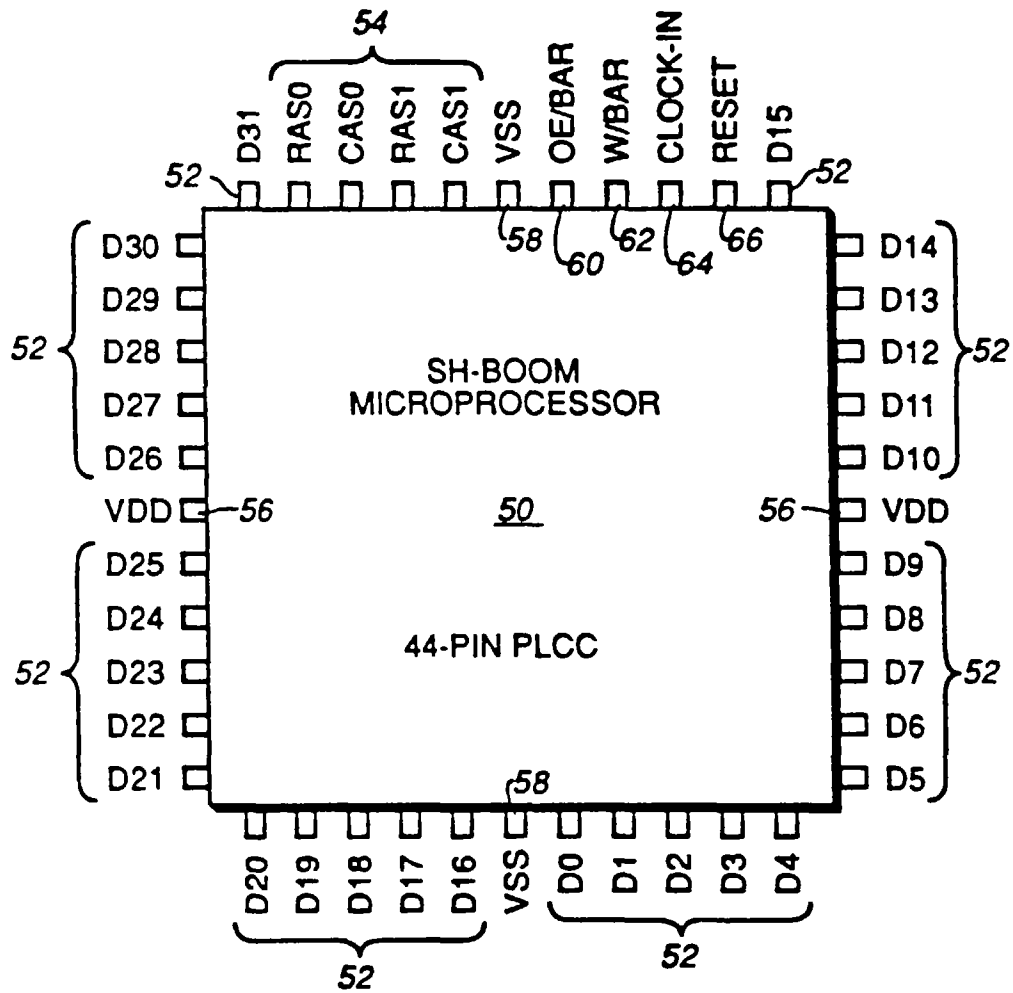 54
D31 RAS0 CAS0 RAS1 CAS1 VSS OE/BAR W/BAR CLOCK-IN RESET D15
52 52
58 60 62 64 66
D30 D14
D29 D13
52 D28 D12 52
D27 D11
D26 D10
SH-BOOM
MICROPROCESSOR
VDD 56 50 56 VDD
D25 D9
D24 D8
44-PIN PLCC
52 D23 D7 52
D22 D6
D21 D5
58
D20 D19 D18 D17 D16 VSS D0 D1 D2 D3 D4
52 52